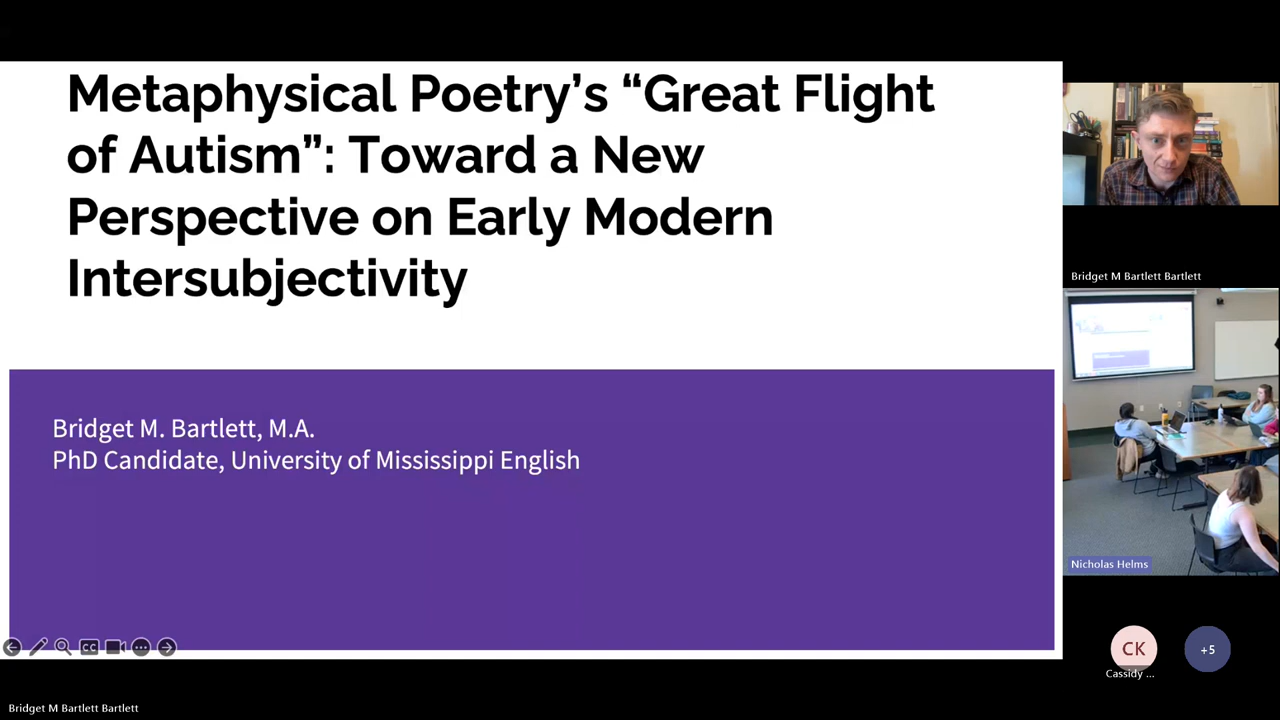 Metaphysical Poetry’s “Great Flight
of Autism”: Toward a New
Perspective on Early Modern
Intersubjectivity
Bridget M. Bartlett, M.A.
PhD Candidate, University of Mississippi English
CC
Bridget M Bartlett Bartlett
Bridget M Bartlett Bartlett
Nicholas Helms
CK
Cassidy ...
+5